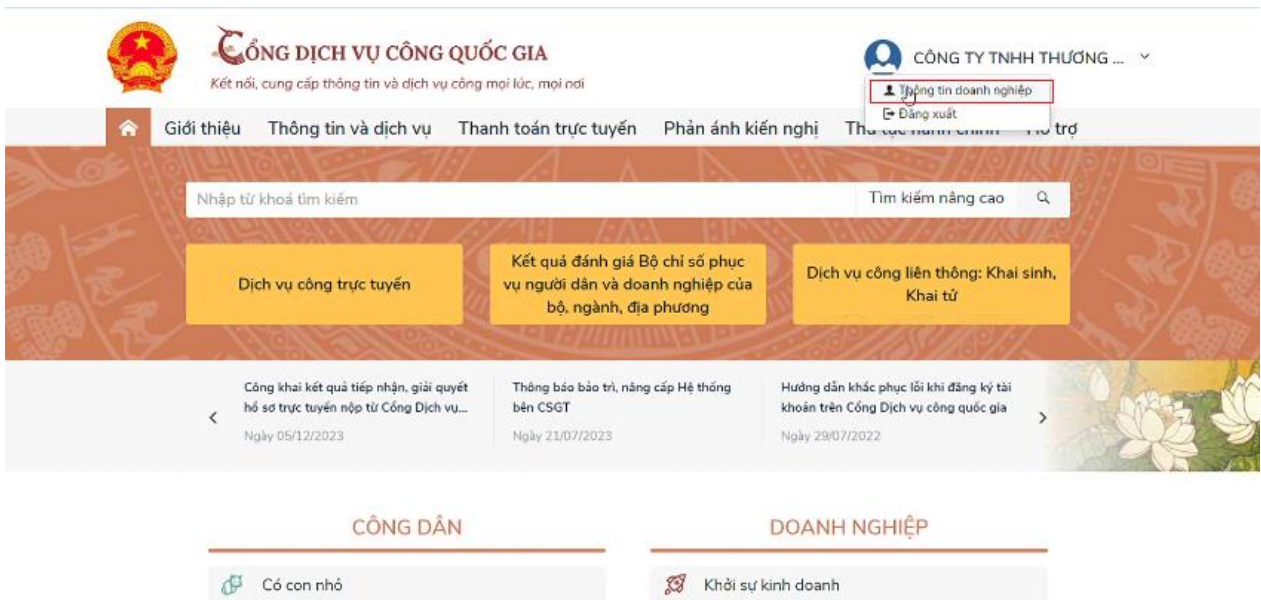 CỔNG DỊCH VỤ CÔNG QUỐC GIA
Kết nối, cung cấp thông tin và dịch vụ công mọi lúc, mọi nơi
CÔNG TY TNHH THƯƠNG ...
Thông tin doanh nghiệp
Đăng xuất
Giới thiệu Thông tin và dịch vụ Thanh toán trực tuyến Phản ánh kiến nghị Thủ tục hành chính Hỗ trợ
Nhập từ khoá tìm kiếm Tìm kiếm nâng cao
Dịch vụ công trực tuyến
Kết quả đánh giá Bộ chỉ số phục
vụ người dân và doanh nghiệp của
bộ, ngành, địa phương
Dịch vụ công liên thông: Khai sinh,
Khai tử
Công khai kết quả tiếp nhận, giải quyết
hồ sơ trực tuyến nộp từ Cổng Dịch vụ...
Ngày 05/12/2023
Thông báo bảo trì, nâng cấp Hệ thống
bên CSGT
Ngày 21/07/2023
Hướng dẫn khắc phục lỗi khi đăng ký tài
khoản trên Cổng Dịch vụ công quốc gia
Ngày 29/07/2022
CÔNG DÂN
DOANH NGHIỆP
Có con nhỏ
Khởi sự kinh doanh